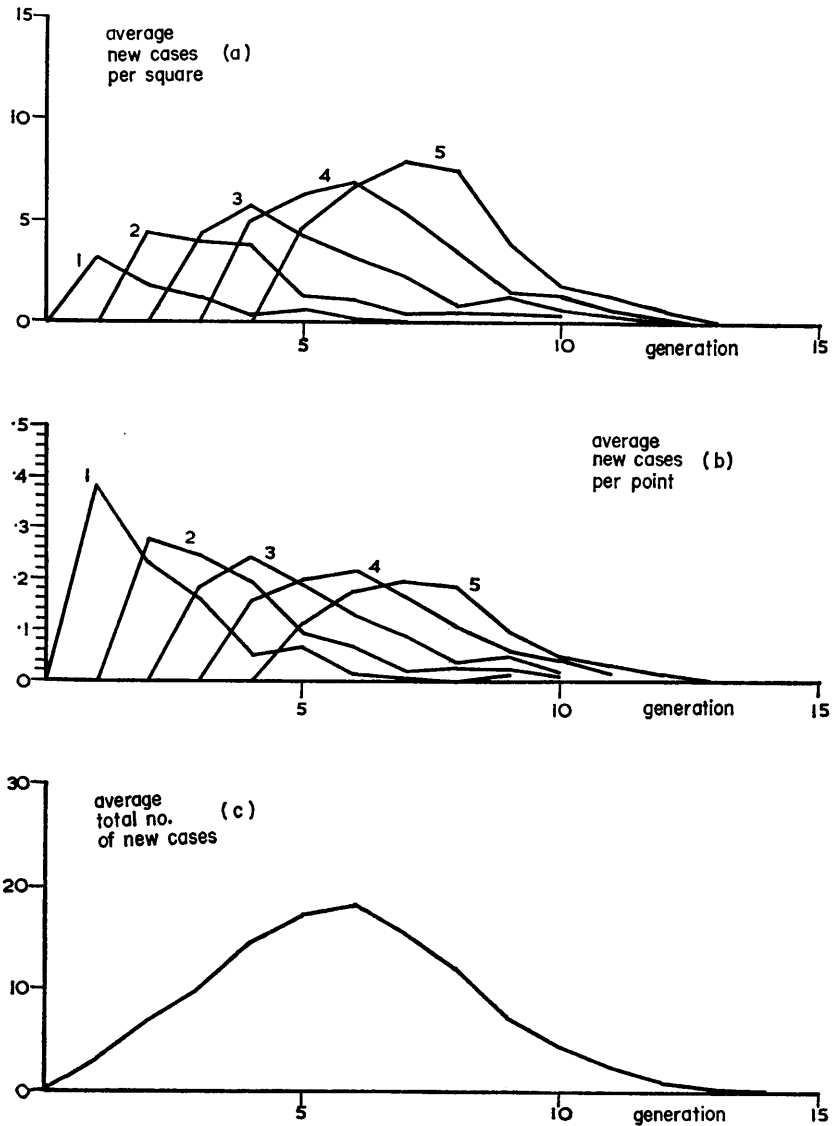 15
average
new cases (a)
per square
10
5
0
1
2
3
4
5
5
10
generation
15
.5
.4
.3
.2
.1
0
average
new cases (b)
per point
1
2
3
4
5
5
10
generation
15
30
average
total no. (c)
of new cases
20
10
0
5
10
generation
15